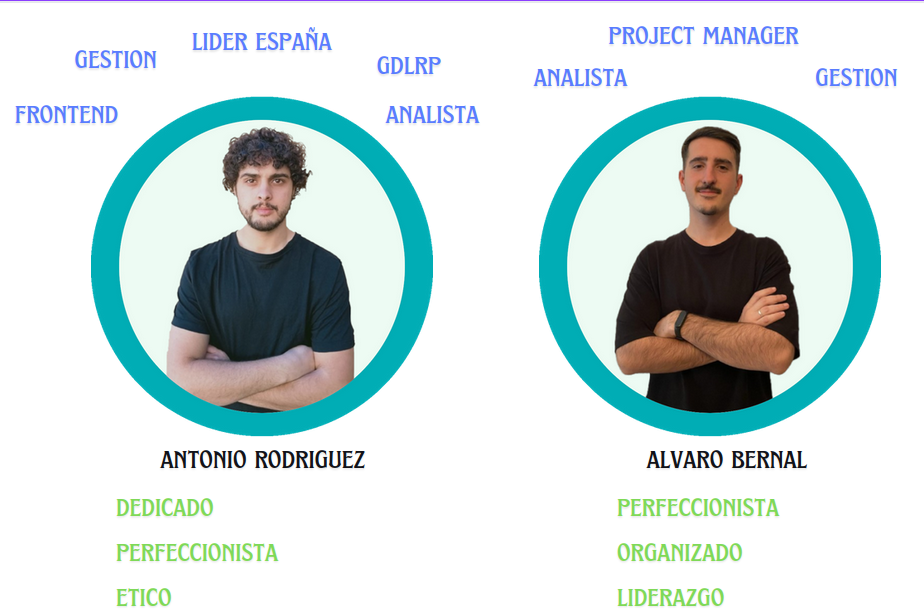 GESTION
LIDER ESPAÑA
GDLRP
FRONTEND
ANALISTA
ANTONIO RODRIGUEZ
DEDICADO
PERFECCIONISTA
ETICO
PROJECT MANAGER
ANALISTA
GESTION
ALVARO BERNAL
PERFECCIONISTA
ORGANIZADO
LIDERAZGO